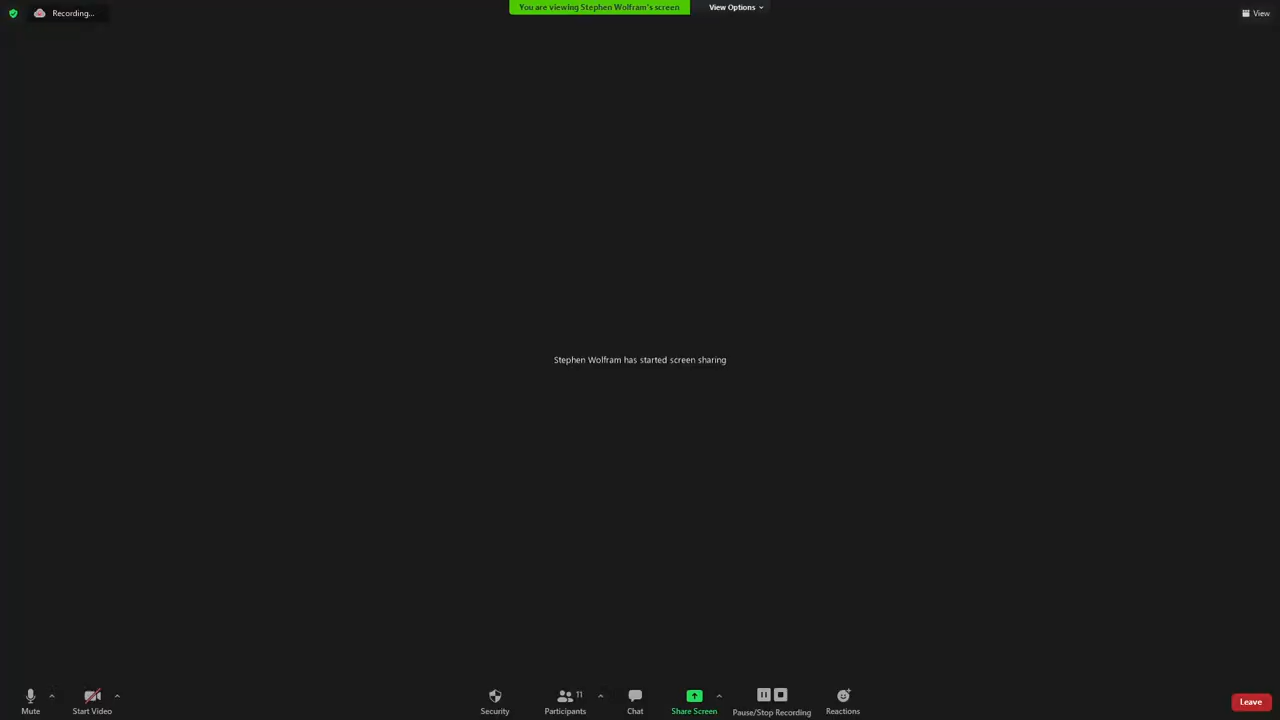 Recording...
You are viewing Stephen Wolfram's screen
View Options
View
Stephen Wolfram has started screen sharing
Mute
Start Video
Security
11
Participants
Chat
Share Screen
Pause/Stop Recording
Reactions
Leave